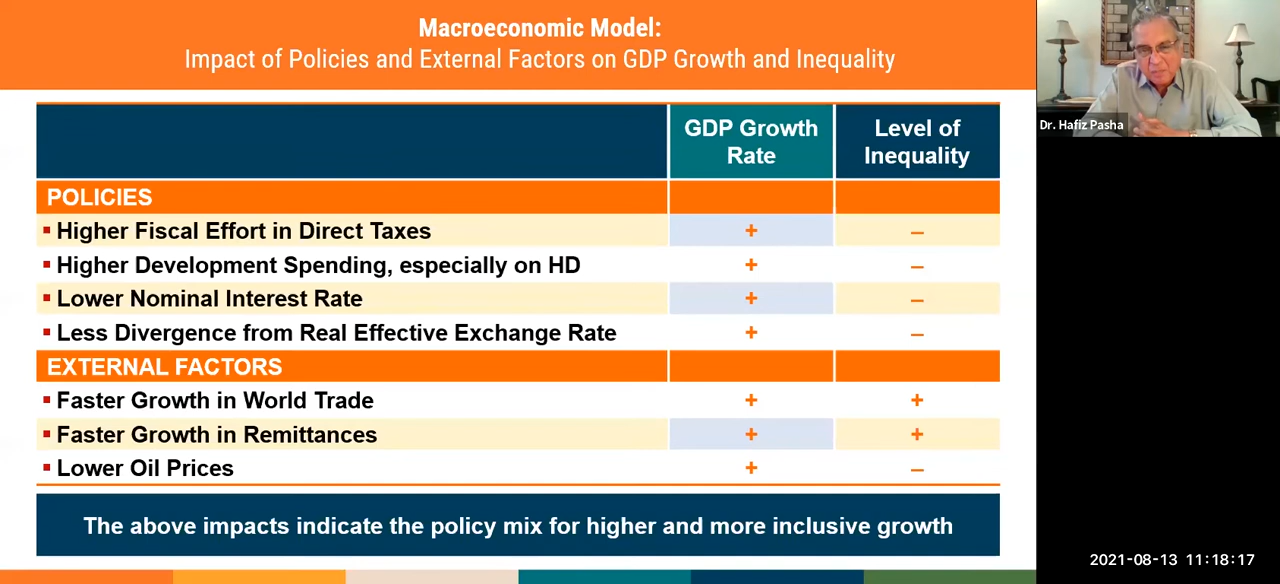 Macroeconomic Model:
Impact of Policies and External Factors on GDP Growth and Inequality
GDP Growth Rate
Level of Inequality
POLICIES
▪ Higher Fiscal Effort in Direct Taxes + –
▪ Higher Development Spending, especially on HD + –
▪ Lower Nominal Interest Rate + –
▪ Less Divergence from Real Effective Exchange Rate + –
EXTERNAL FACTORS
▪ Faster Growth in World Trade + +
▪ Faster Growth in Remittances + +
▪ Lower Oil Prices + –
The above impacts indicate the policy mix for higher and more inclusive growth
Dr. Hafiz Pasha
2021-08-13 11:18:17